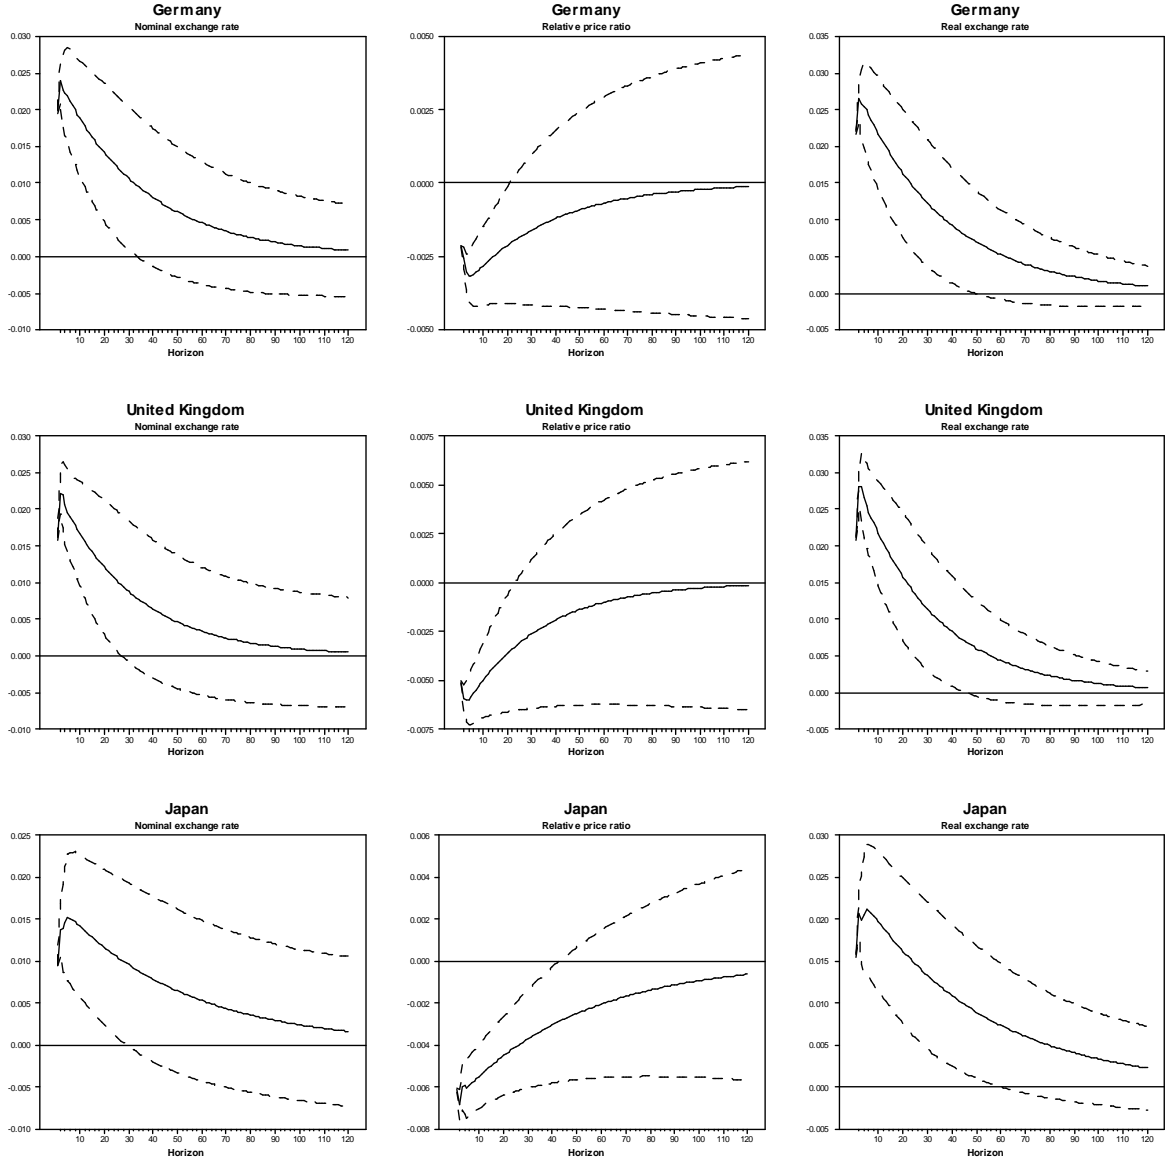 Germany
Nominal exchange rate
0.030
0.025
0.020
0.015
0.010
0.005
0.000
-0.005
-0.010
10 20 30 40 50 60 70 80 90 100 110 120
Horizon
Germany
Relative price ratio
0.0050
0.0025
0.0000
-0.0025
-0.0050
10 20 30 40 50 60 70 80 90 100 110 120
Horizon
Germany
Real exchange rate
0.035
0.030
0.025
0.020
0.015
0.010
0.005
0.000
-0.005
10 20 30 40 50 60 70 80 90 100 110 120
Horizon
United Kingdom
Nominal exchange rate
0.030
0.025
0.020
0.015
0.010
0.005
0.000
-0.005
-0.010
10 20 30 40 50 60 70 80 90 100 110 120
Horizon
United Kingdom
Relative price ratio
0.0075
0.0050
0.0025
0.0000
-0.0025
-0.0050
-0.0075
10 20 30 40 50 60 70 80 90 100 110 120
Horizon
United Kingdom
Real exchange rate
0.035
0.030
0.025
0.020
0.015
0.010
0.005
0.000
-0.005
10 20 30 40 50 60 70 80 90 100 110 120
Horizon
Japan
Nominal exchange rate
0.025
0.020
0.015
0.010
0.005
0.000
-0.005
-0.010
10 20 30 40 50 60 70 80 90 100 110 120
Horizon
Japan
Relative price ratio
0.006
0.004
0.002
0.000
-0.002
-0.004
-0.006
-0.008
10 20 30 40 50 60 70 80 90 100 110 120
Horizon
Japan
Real exchange rate
0.030
0.025
0.020
0.015
0.010
0.005
0.000
-0.005
10 20 30 40 50 60 70 80 90 100 110 120
Horizon